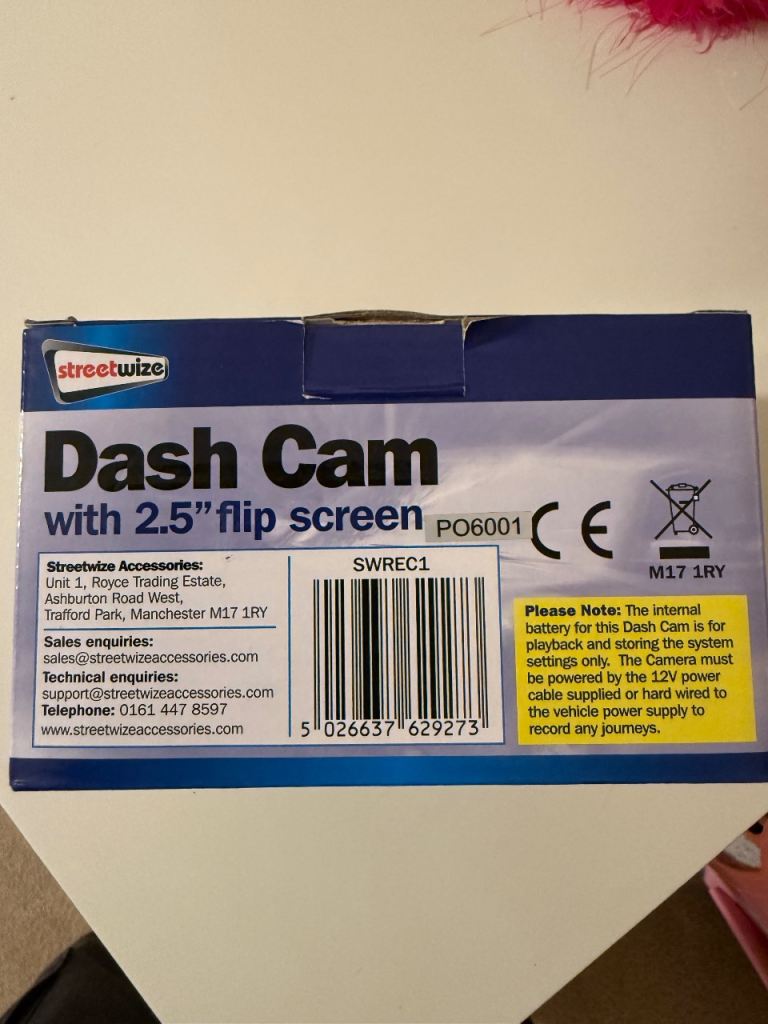 streetwize
Dash Cam
with 2.5" flip screen
PO6001
CE
M17 1RY
Streetwize Accessories:
Unit 1, Royce Trading Estate,
Ashburton Road West,
Trafford Park, Manchester M17 1RY
Sales enquiries:
sales@streetwizeaccessories.com
Technical enquiries:
support@streetwizeaccessories.com
Telephone: 0161 447 8597
www.streetwizeaccessories.com
SWREC1
5 026637 629273
Please Note: The internal
battery for this Dash Cam is for
playback and storing the system
settings only. The Camera must
be powered by the 12V power
cable supplied or hard wired to
the vehicle power supply to
record any journeys.